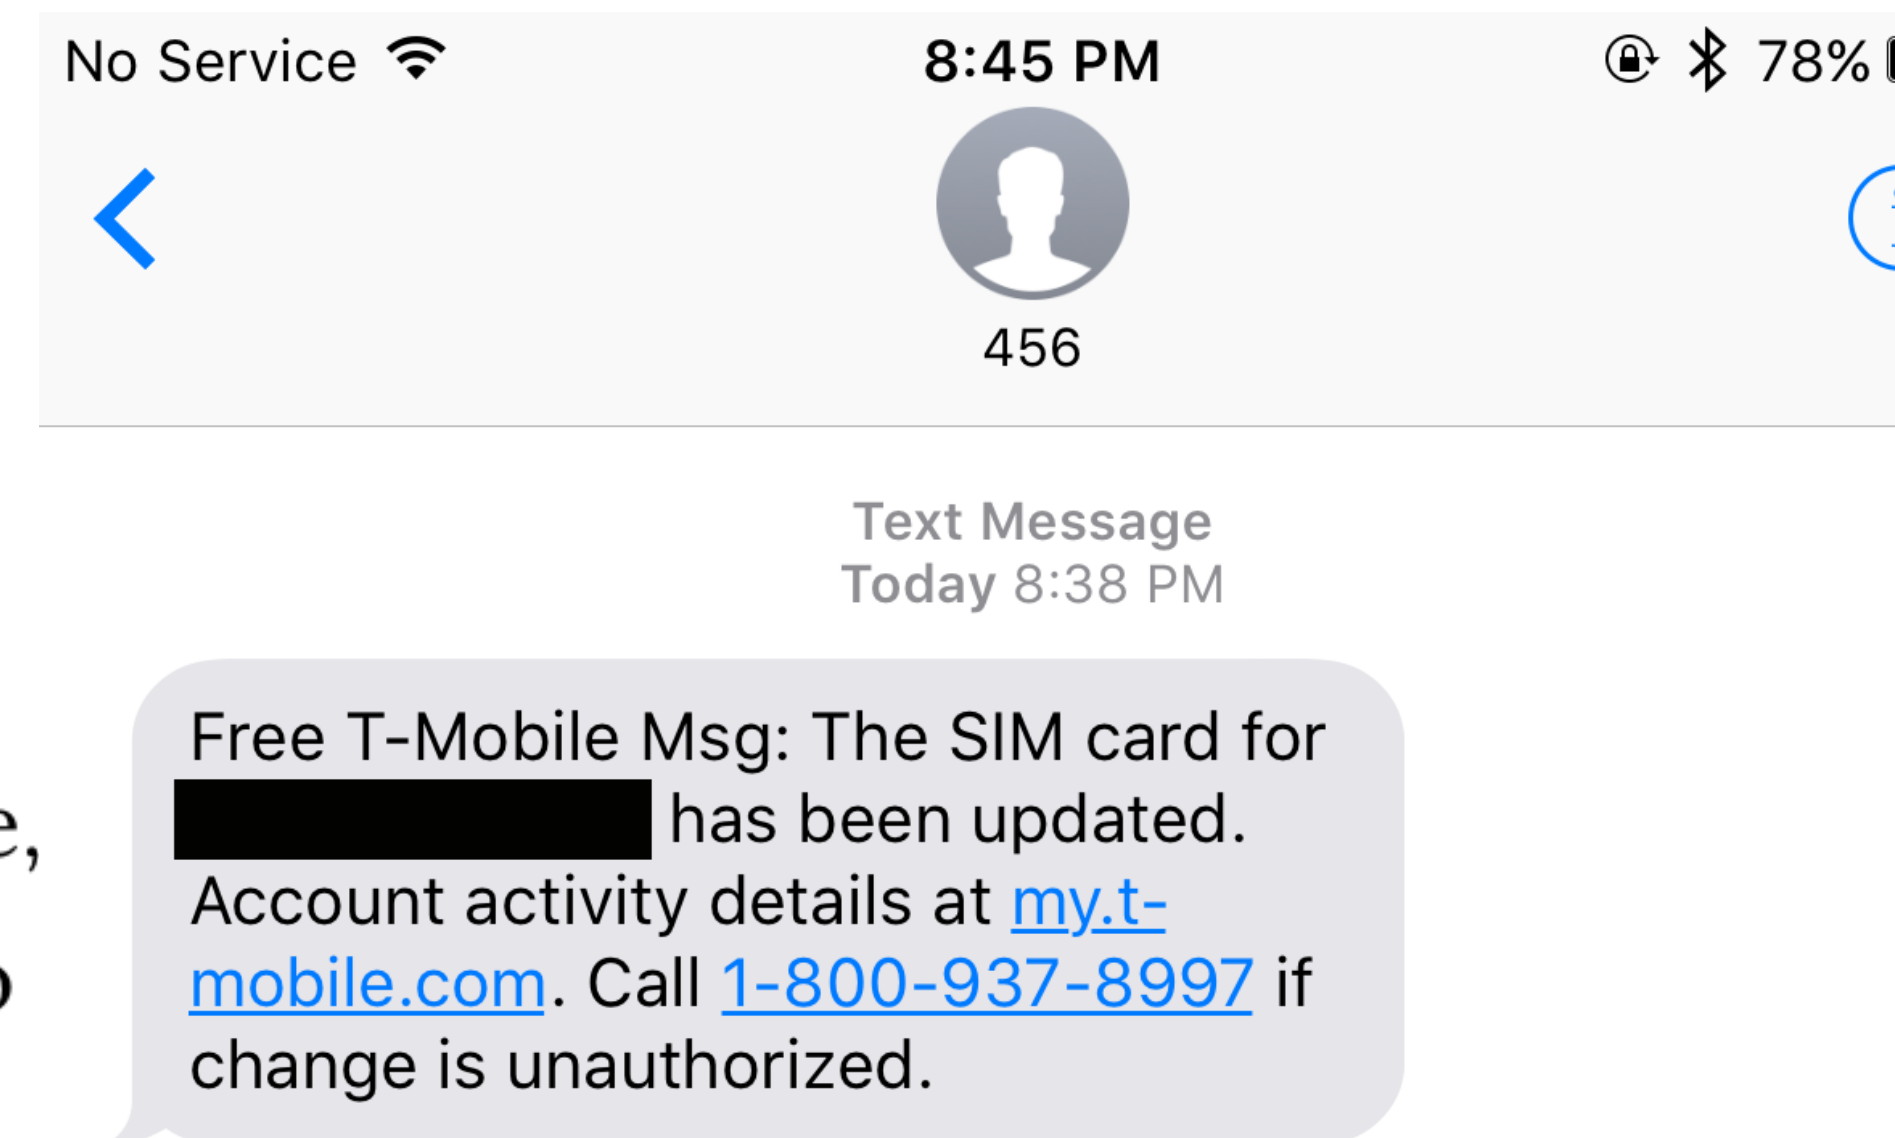 No Service 8:45 PM 78%
456
Text Message
Today 8:38 PM
Free T-Mobile Msg: The SIM card for
has been updated.
e,
Account activity details at my.t-
mobile.com. Call 1-800-937-8997 if
change is unauthorized.